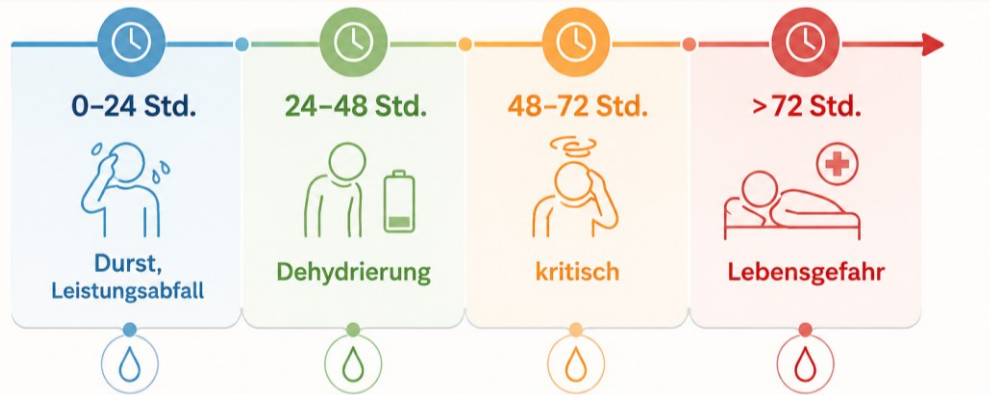 0–24 Std.
Durst,
Leistungsabfall
24–48 Std.
Dehydrierung
48–72 Std.
kritisch
>72 Std.
Lebensgefahr